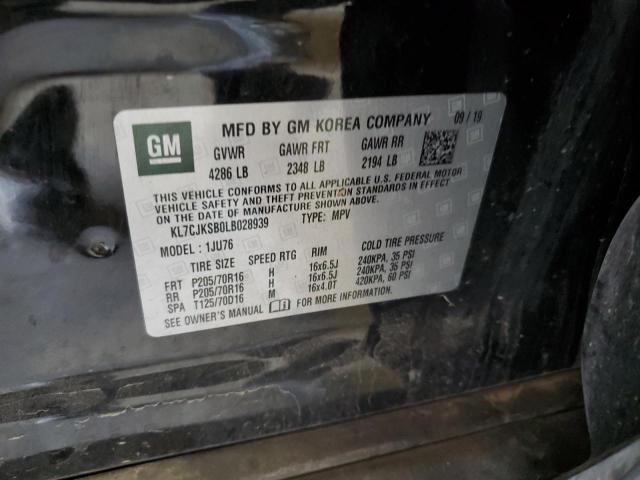 GM
MFD BY GM KOREA COMPANY 09/19
GVWR GAWR FRT GAWR RR
4286 LB 2348 LB 2194 LB
THIS VEHICLE CONFORMS TO ALL APPLICABLE U.S. FEDERAL MOTOR
VEHICLE SAFETY AND THEFT PREVENTION STANDARDS IN EFFECT
ON THE DATE OF MANUFACTURE SHOWN ABOVE.
KL7CJKSB0LB028939 TYPE: MPV
MODEL: 1JU76
TIRE SIZE SPEED RTG RIM COLD TIRE PRESSURE
FRT P205/70R16 H 16x6.5J 240KPA, 35 PSI
RR P205/70R16 H 16x6.5J 240KPA, 35 PSI
SPA T125/70D16 M 16x4.0T 420KPA, 60 PSI
SEE OWNER'S MANUAL FOR MORE INFORMATION.